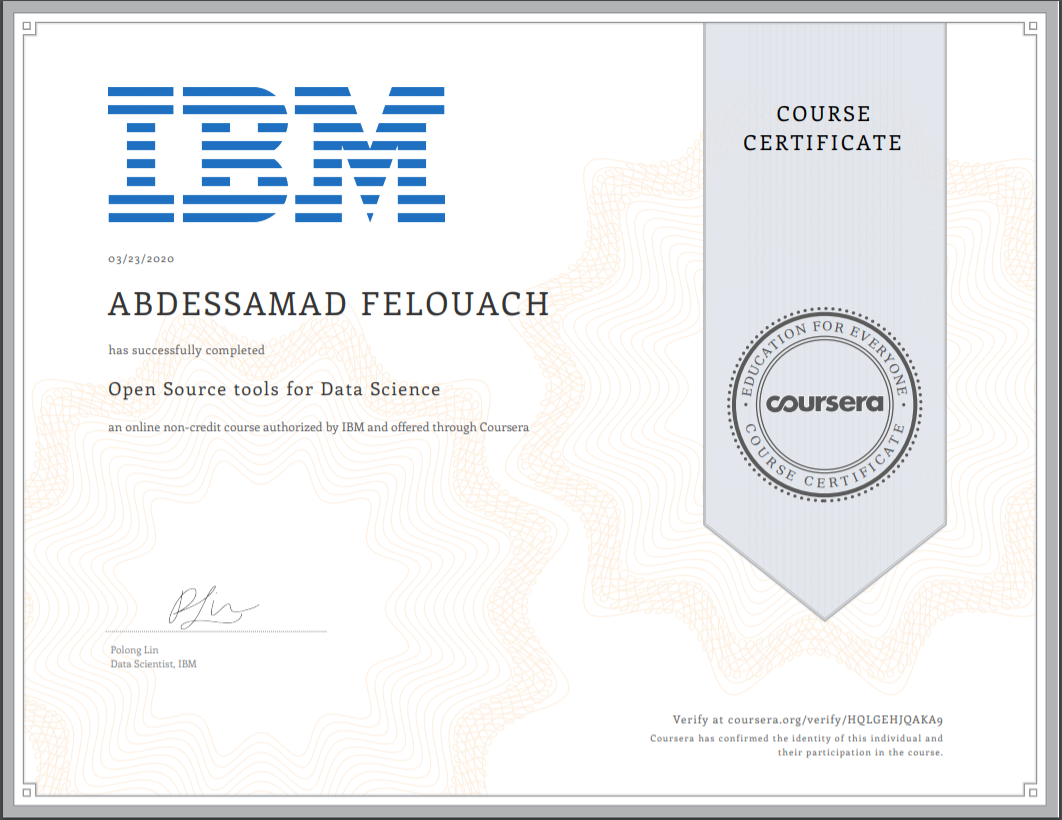 IBM
03/23/2020
ABDESSAMAD FELOUACH
has successfully completed
Open Source tools for Data Science
an online non-credit course authorized by IBM and offered through Coursera
Polong Lin
Data Scientist, IBM
COURSE
CERTIFICATE
EDUCATION FOR EVERYONE
coursera
COURSE CERTIFICATE
Verify at coursera.org/verify/HQLGEHJQAKA9
Coursera has confirmed the identity of this individual and
their participation in the course.